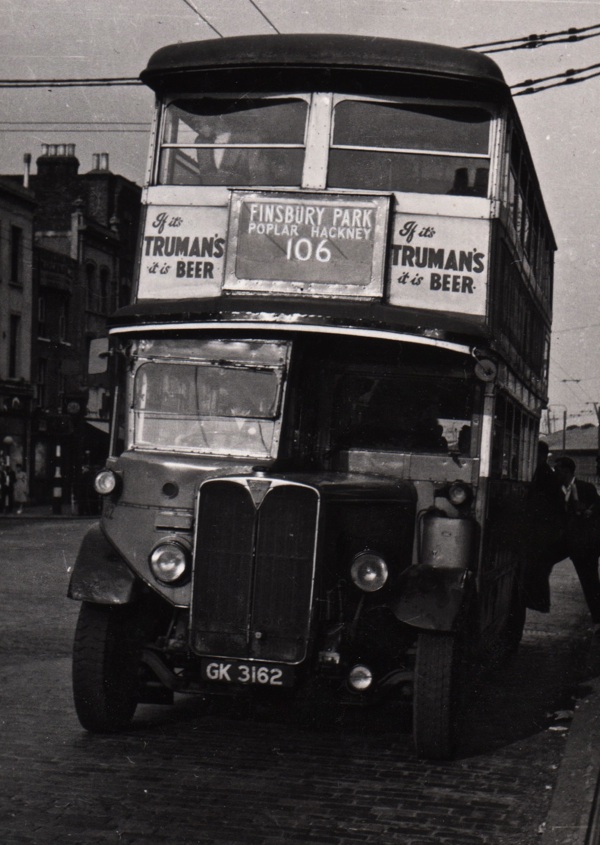 If it's
TRUMAN'S
it is BEER
FINSBURY PARK
POPLAR HACKNEY
106
If it's
TRUMAN'S
it is BEER
GK 3162